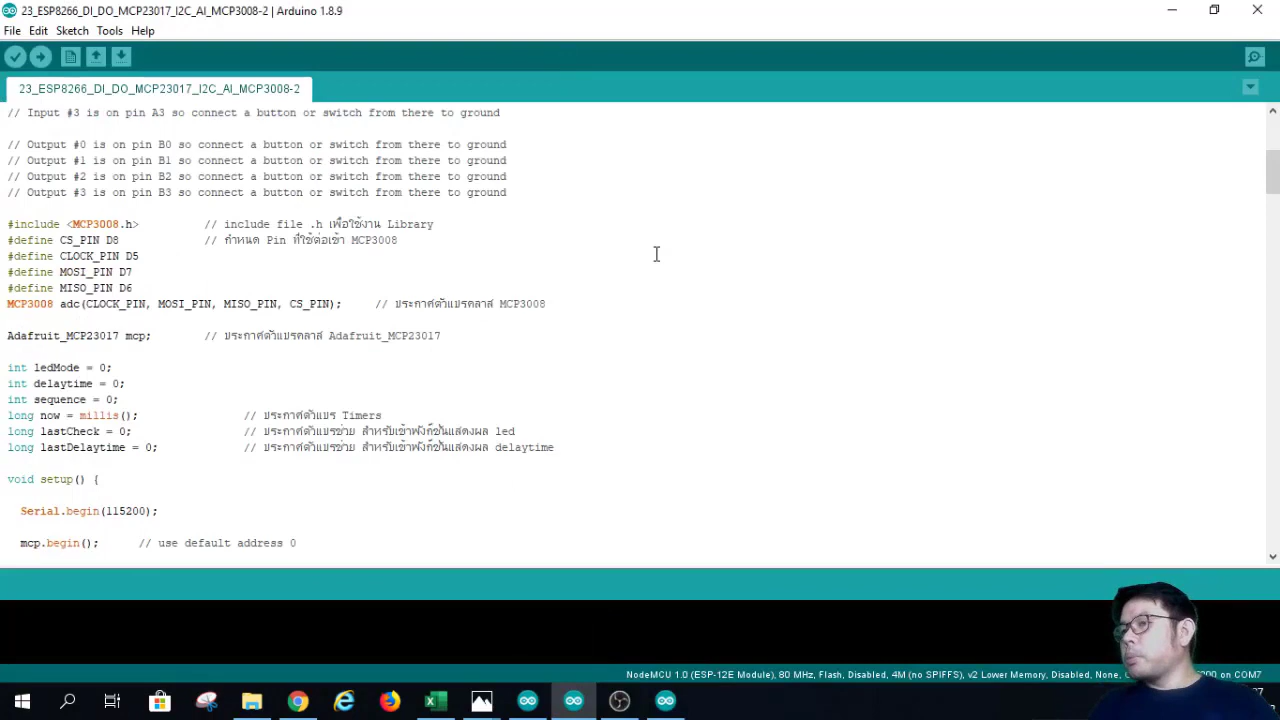 23_ESP8266_DI_DO_MCP23017_I2C_AI_MCP3008-2 | Arduino 1.8.9
File Edit Sketch Tools Help
23_ESP8266_DI_DO_MCP23017_I2C_AI_MCP3008-2
// Input #3 is on pin A3 so connect a button or switch from there to ground
// Output #0 is on pin B0 so connect a button or switch from there to ground
// Output #1 is on pin B1 so connect a button or switch from there to ground
// Output #2 is on pin B2 so connect a button or switch from there to ground
// Output #3 is on pin B3 so connect a button or switch from there to ground
#include <MCP3008.h> // include file .h เพื่อใช้งาน Library
#define CS_PIN D8 // กำหนด Pin ที่ใช้ต่อเข้า MCP3008
#define CLOCK_PIN D5
#define MOSI_PIN D7
#define MISO_PIN D6
MCP3008 adc(CLOCK_PIN, MOSI_PIN, MISO_PIN, CS_PIN); // ประกาศตัวแปรคลาส MCP3008
Adafruit_MCP23017 mcp; // ประกาศตัวแปรคลาส Adafruit_MCP23017
int ledMode = 0;
int delaytime = 0;
int sequence = 0;
long now = millis(); // ประกาศตัวแปร Timers
long lastCheck = 0; // ประกาศตัวแปรช่วย สำหรับเข้าฟังก์ชันแสดงผล led
long lastDelaytime = 0; // ประกาศตัวแปรช่วย สำหรับเข้าฟังก์ชันแสดงผล delaytime
void setup() {
Serial.begin(115200);
mcp.begin(); // use default address 0
NodeMCU 1.0 (ESP-12E Module), 80 MHz, Flash, Disabled, 4M (no SPIFFS), v2 Lower Memory, Disabled, None, on COM7